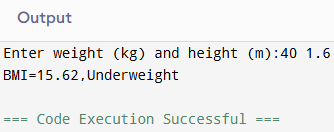 Output
Enter weight (kg) and height (m):40 1.6
BMI=15.62,Underweight
=== Code Execution Successful ===